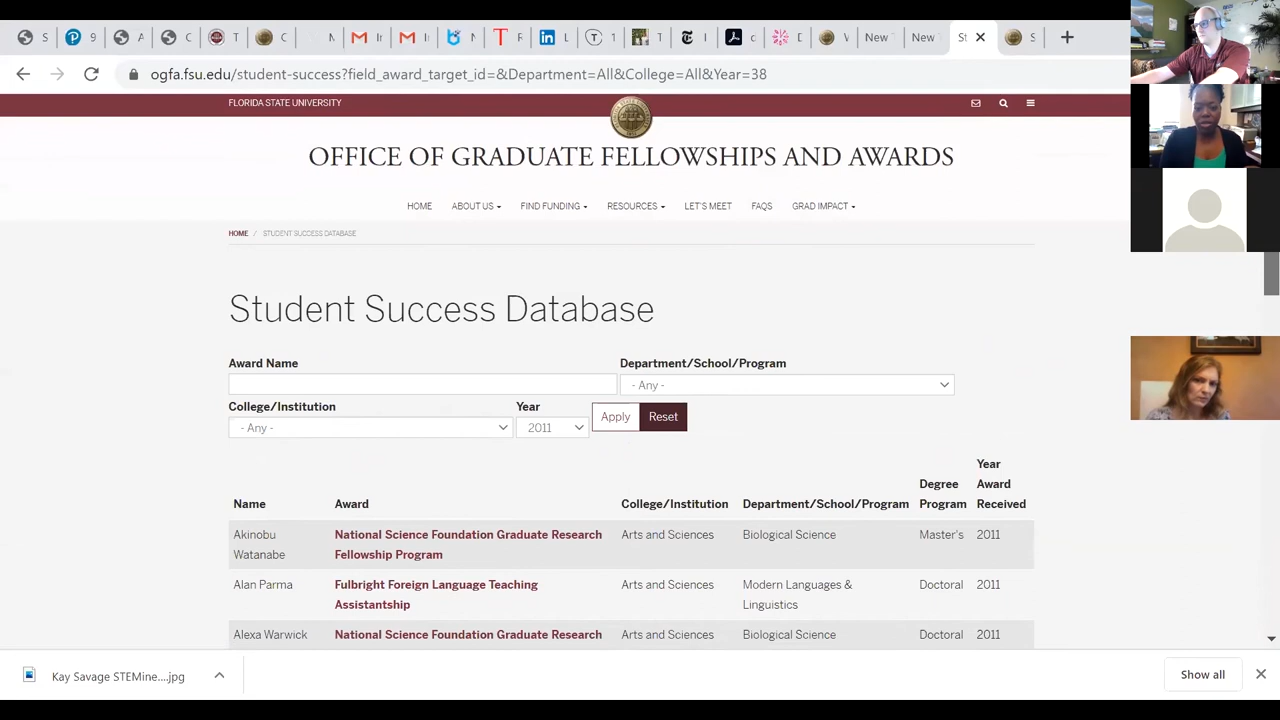 S
9
A
C
T
C
Ir
Ir
N
R
L
T
T
I
c
D
V
New
New
St
S
ogfa.fsu.edu/student-success?field_award_target_id=&Department=All&College=All&Year=38
FLORIDA STATE UNIVERSITY
OFFICE OF GRADUATE FELLOWSHIPS AND AWARDS
HOME ABOUT US FIND FUNDING RESOURCES LET'S MEET FAQS GRAD IMPACT
HOME / STUDENT SUCCESS DATABASE
Student Success Database
Award Name Department/School/Program
- Any -
College/Institution Year
- Any - 2011 Apply Reset
Year
Degree Award
Name Award College/Institution Department/School/Program Program Received
Akinobu National Science Foundation Graduate Research Arts and Sciences Biological Science Master's 2011
Watanabe Fellowship Program
Alan Parma Fulbright Foreign Language Teaching Arts and Sciences Modern Languages & Doctoral 2011
Assistantship Linguistics
Alexa Warwick National Science Foundation Graduate Research Arts and Sciences Biological Science Doctoral 2011
Kay Savage STEMine....jpg Show all